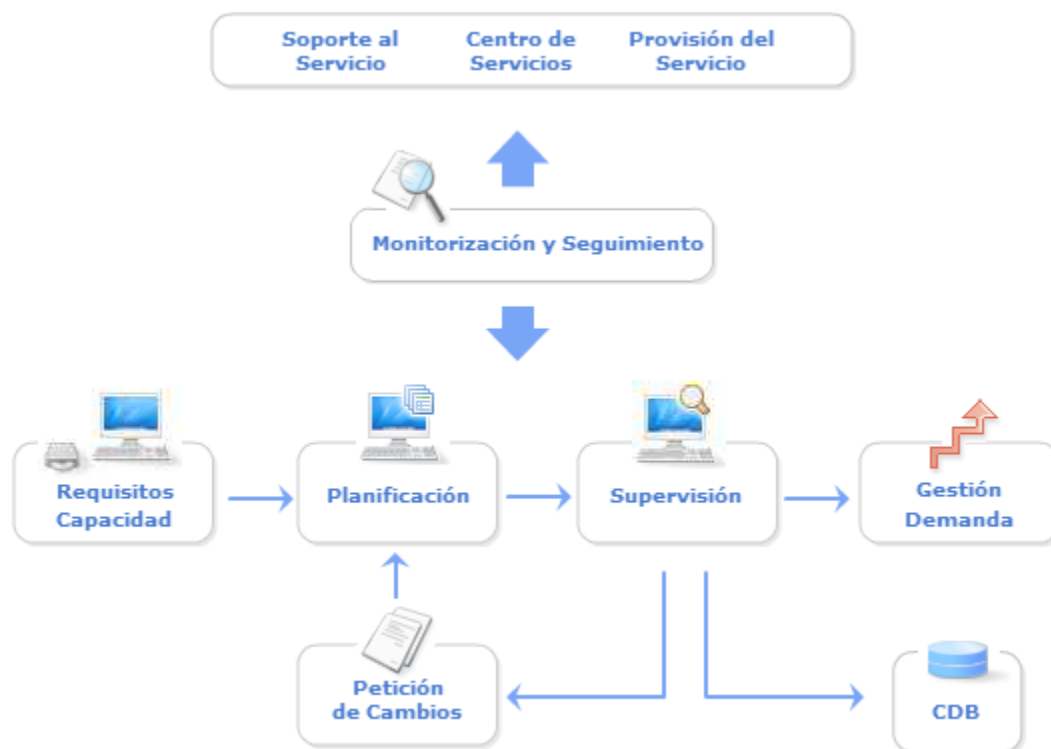 Soporte al
Servicio
Centro de
Servicios
Provisión del
Servicio
Monitorización y Seguimiento
Requisitos
Capacidad
Planificación
Supervisión
Gestión
Demanda
Petición
de Cambios
CDB